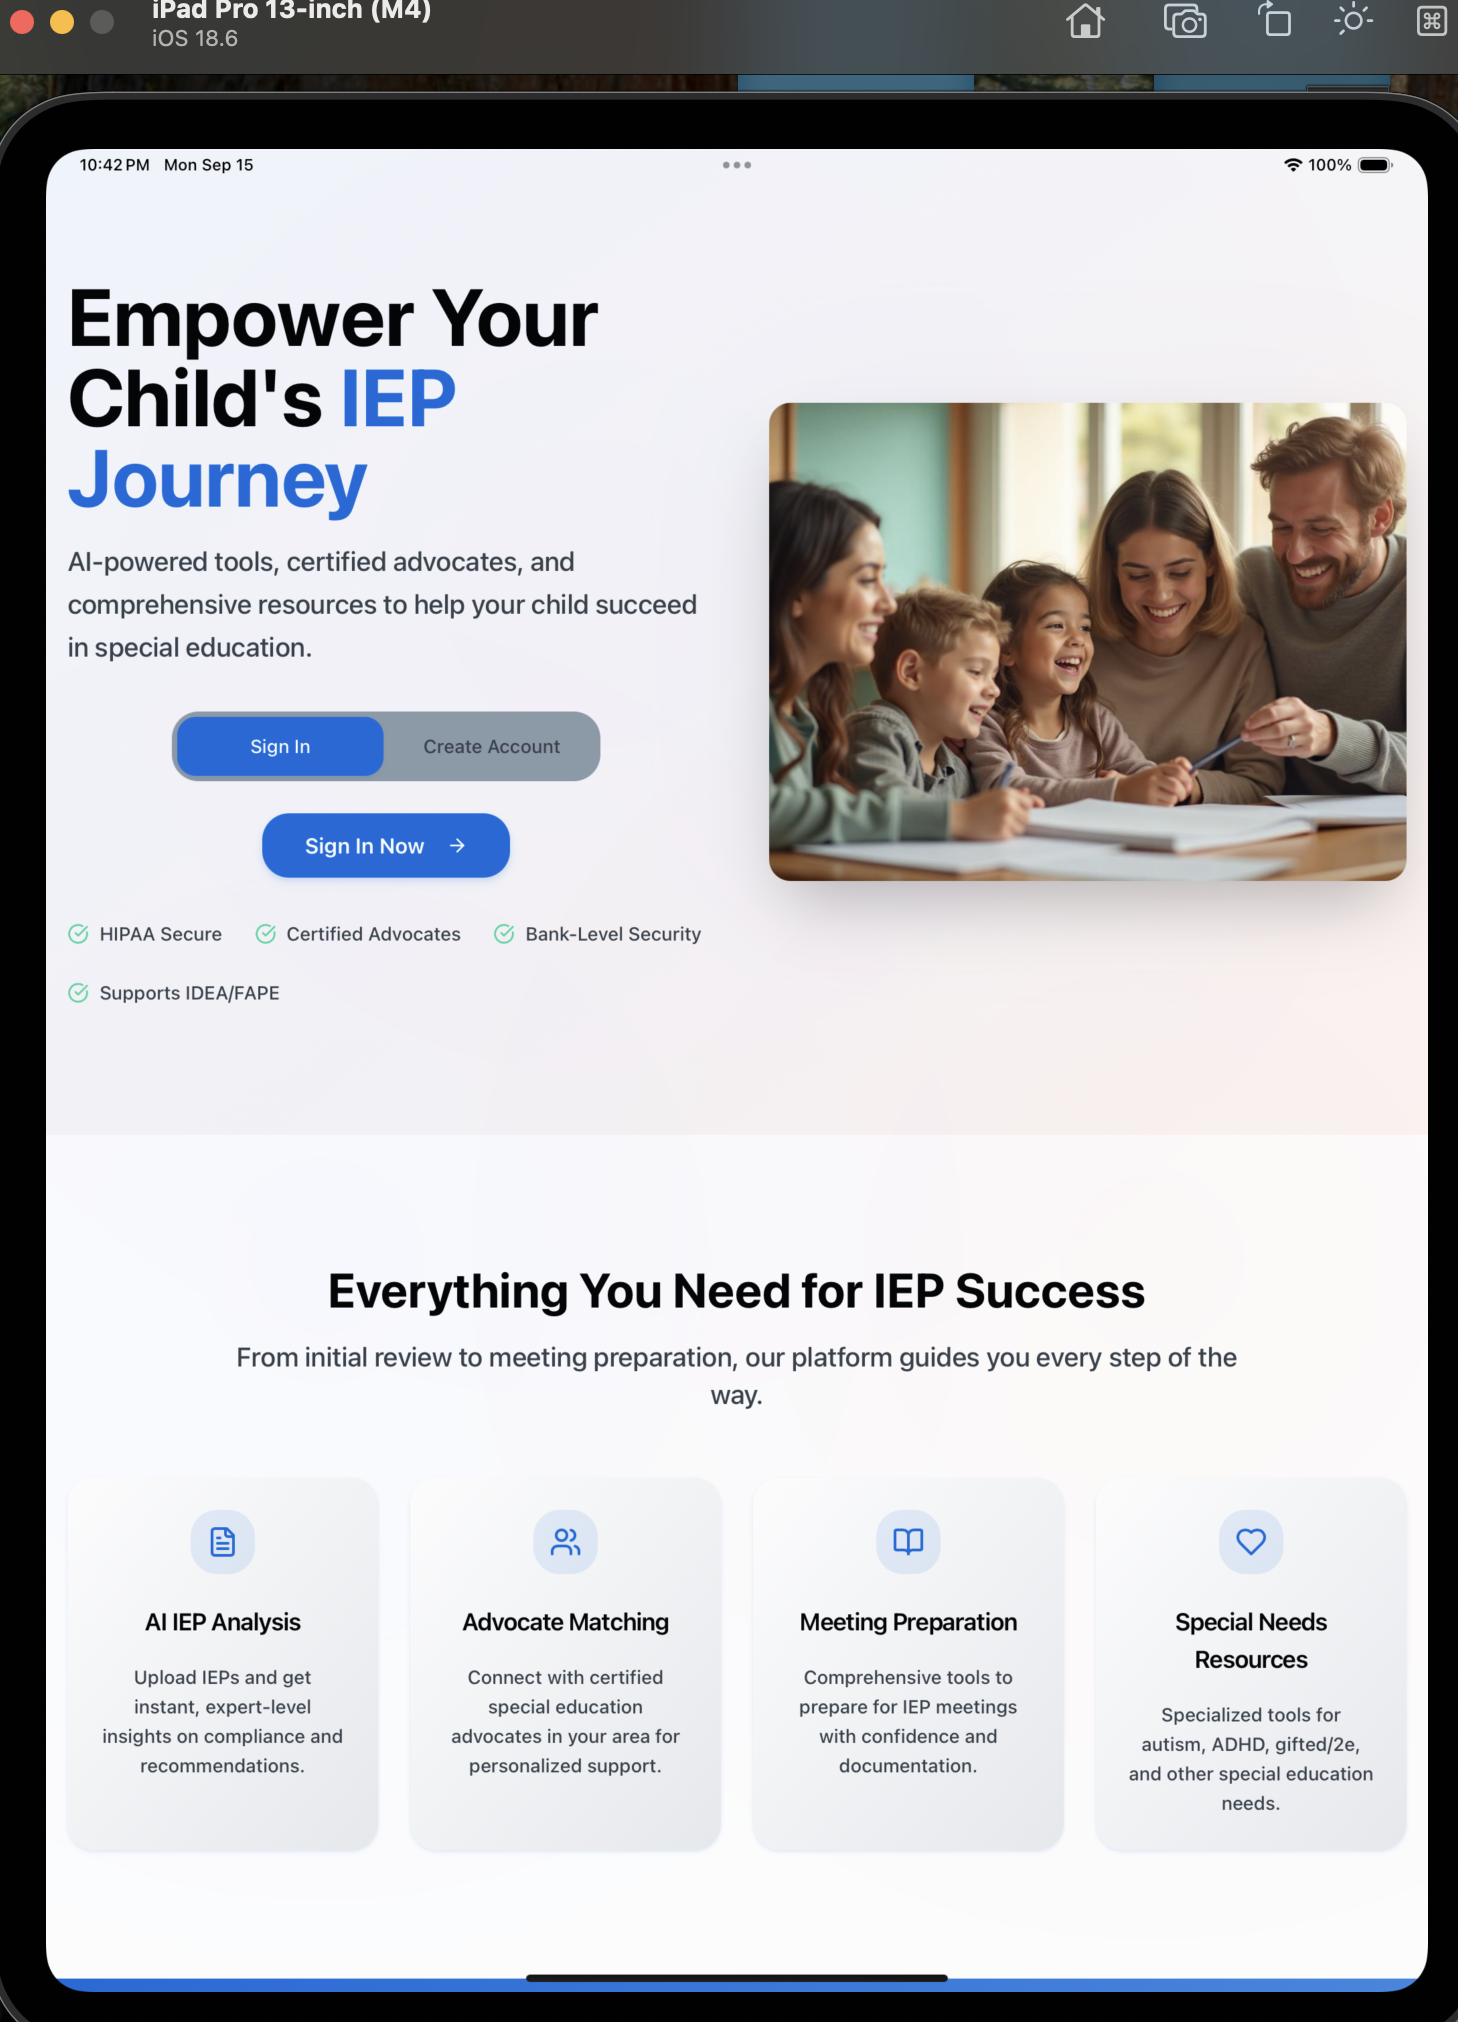 iPad Pro 13-inch (M4)
iOS 18.6
10:42 PM Mon Sep 15
100%
Empower Your
Child's IEP
Journey
AI-powered tools, certified advocates, and
comprehensive resources to help your child succeed
in special education.
Sign In
Create Account
Sign In Now
HIPAA Secure
Certified Advocates
Bank-Level Security
Supports IDEA/FAPE
Everything You Need for IEP Success
From initial review to meeting preparation, our platform guides you every step of the
way.
AI IEP Analysis
Upload IEPs and get
instant, expert-level
insights on compliance and
recommendations.
Advocate Matching
Connect with certified
special education
advocates in your area for
personalized support.
Meeting Preparation
Comprehensive tools to
prepare for IEP meetings
with confidence and
documentation.
Special Needs
Resources
Specialized tools for
autism, ADHD, gifted/2e,
and other special education
needs.